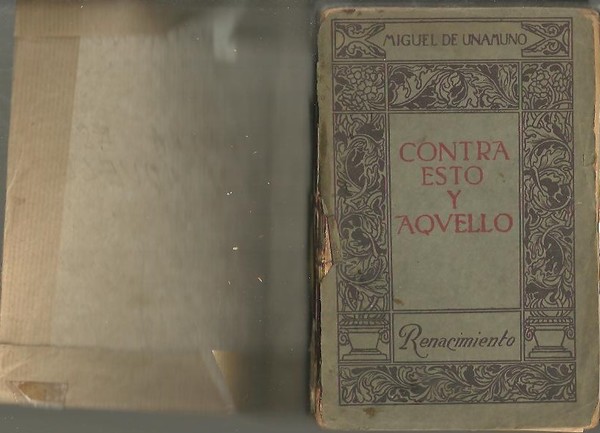 MIGUEL DE UNAMUNO
CONTRA
ESTO
Y
AQVELLO
Renacimiento